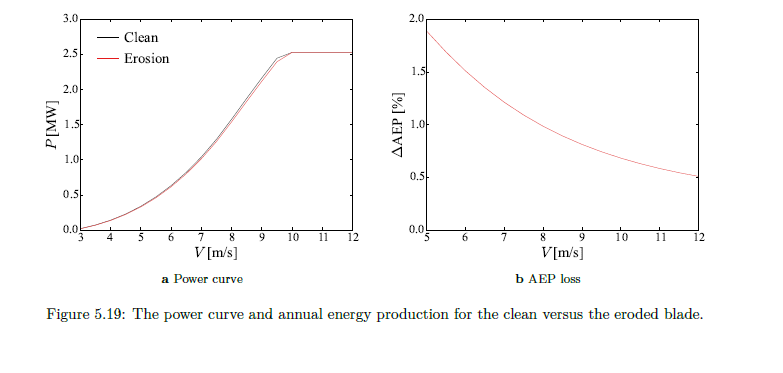 3.0
2.5
2.0
1.5
1.0
0.5
0.0
P [MW]
Clean
Erosion
3 4 5 6 7 8 9 10 11 12
V [m/s]
a Power curve
2.0
1.5
1.0
0.5
0.0
ΔAEP [%]
5 6 7 8 9 10 11 12
V [m/s]
b AEP loss
Figure 5.19: The power curve and annual energy production for the clean versus the eroded blade.